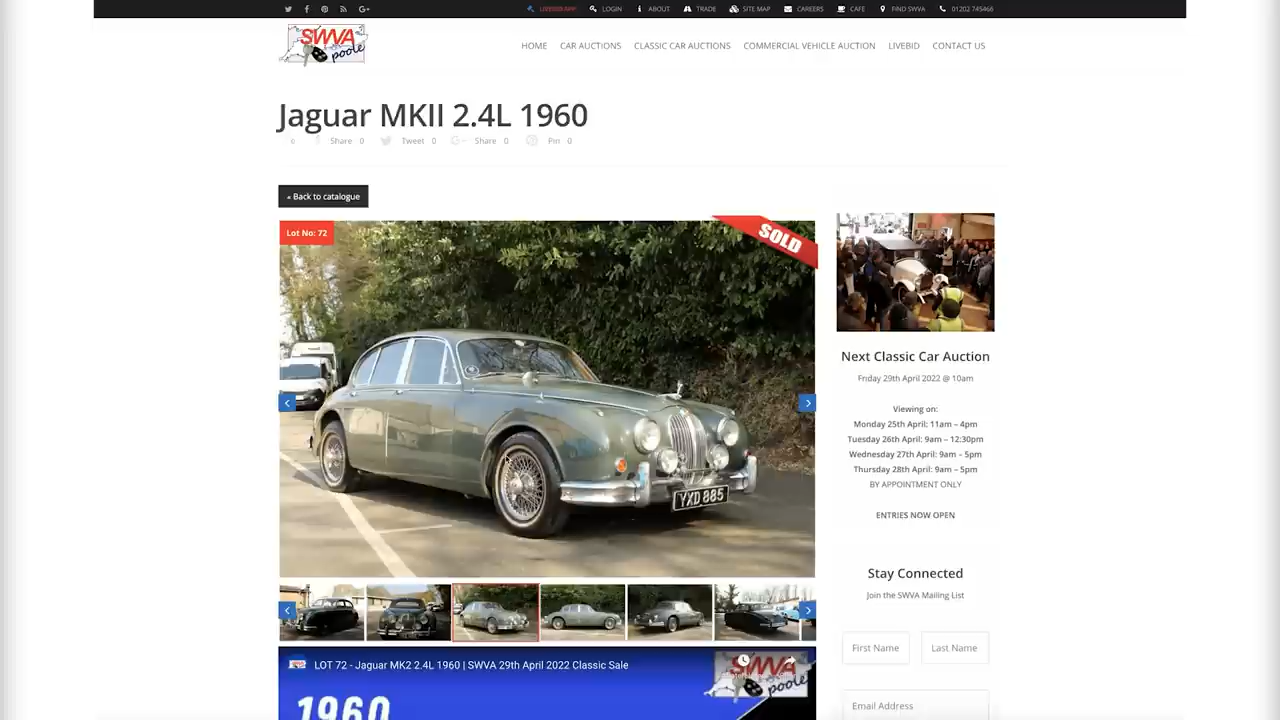 LIVEBID APP
LOGIN
ABOUT
TRADE
SITE MAP
CAREERS
CAFE
FIND SWVA
01202 745466
SWVA
poole
HOME
CAR AUCTIONS
CLASSIC CAR AUCTIONS
COMMERCIAL VEHICLE AUCTION
LIVEBID
CONTACT US
Jaguar MKII 2.4L 1960
6
Share 0
Tweet 0
Share 0
Pin 0
« Back to catalogue
Lot No: 72
SOLD
YXD 885
Next Classic Car Auction
Friday 29th April 2022 @ 10am
Viewing on:
Monday 25th April; 11am – 4pm
Tuesday 26th April: 9am – 12:30pm
Wednesday 27th April: 9am – 5pm
Thursday 28th April: 9am – 5pm
BY APPOINTMENT ONLY
ENTRIES NOW OPEN
Stay Connected
Join the SWVA Mailing List
First Name
Last Name
Email Address
LOT 72 - Jaguar MK2 2.4L 1960 | SWVA 29th April 2022 Classic Sale
SWVA
poole
1960